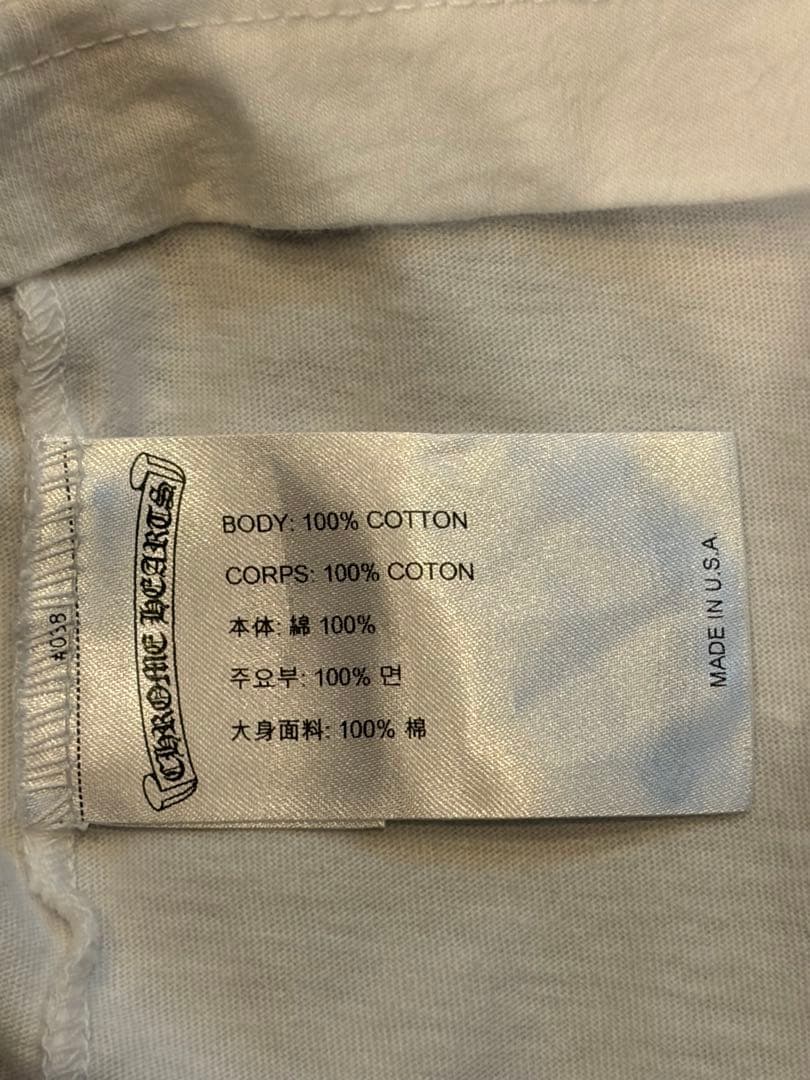 #038
CHROME HEARTS
BODY: 100% COTTON
CORPS: 100% COTON
本体: 綿 100%
주요부: 100% 면
大身面料: 100% 棉
MADE IN U.S.A.